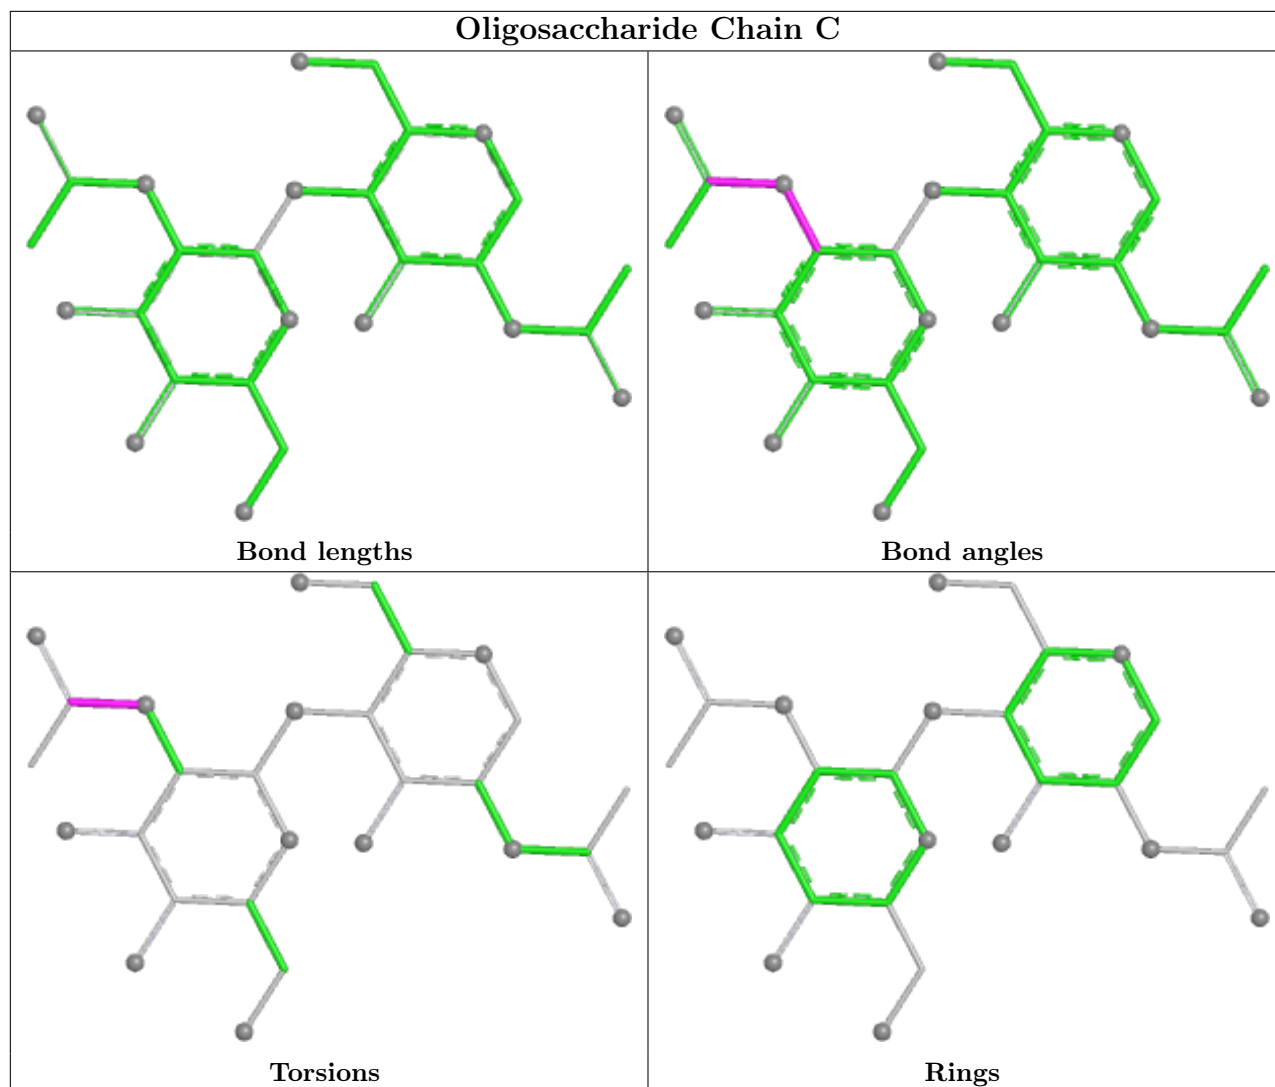 Oligosaccharide Chain C
Bond lengths
Bond angles
Torsions
Rings